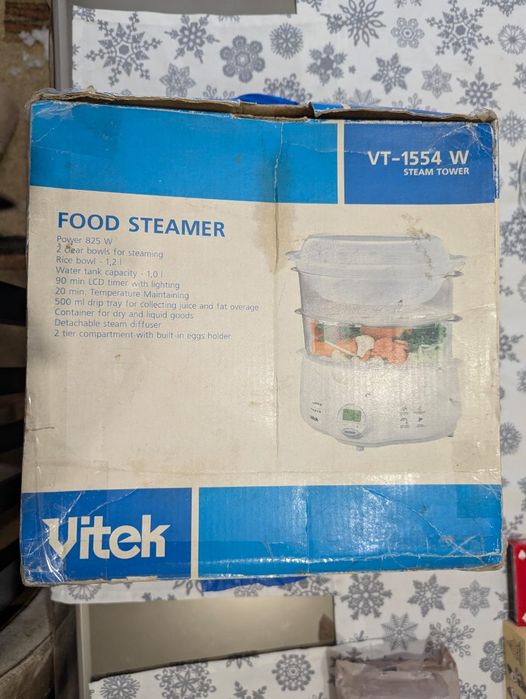 VT-1554 W
STEAM TOWER
FOOD STEAMER
Power 825 W
2 clear bowls for steaming
Rice bowl - 1,2 l
Water tank capacity - 1,0 l
90 min LCD timer with lighting
20 min. Temperature Maintaining
500 ml drip tray for collecting juice and fat overage
Container for dry and liquid goods
Detachable steam diffuser
2 tier compartment with built-in eggs holder
Vitek